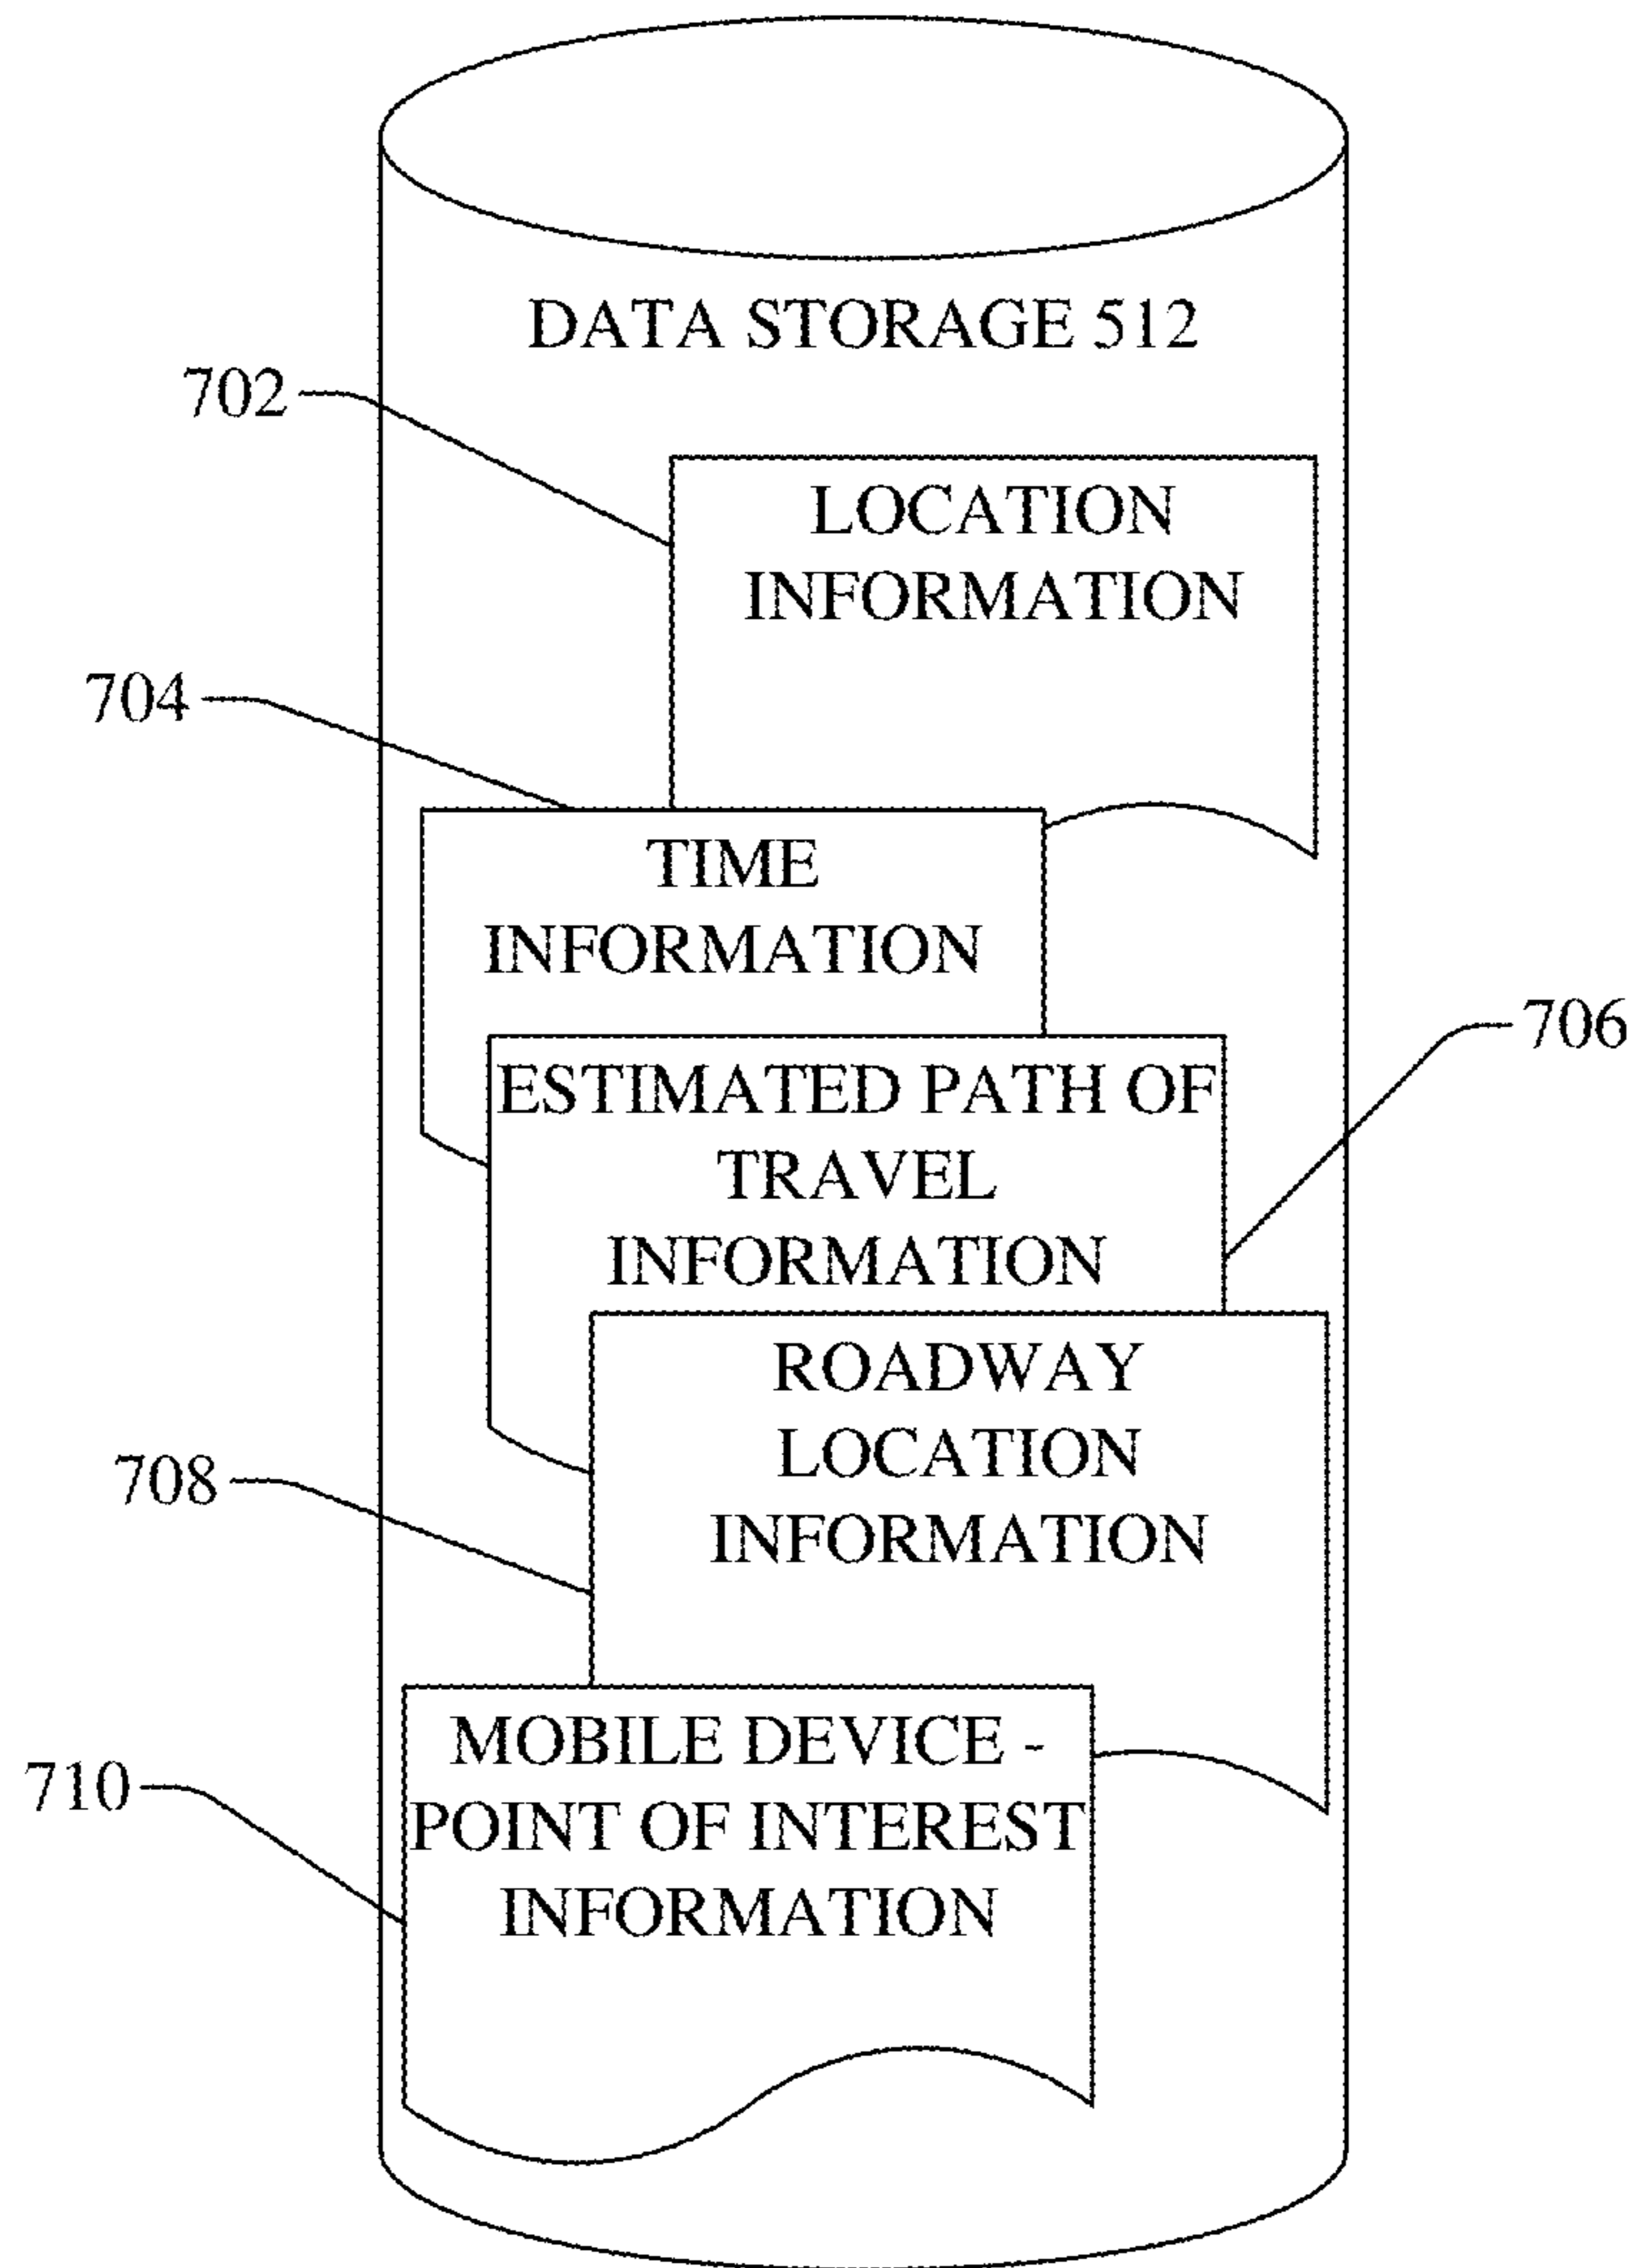 DATA STORAGE 512
702
LOCATION
INFORMATION
704
TIME
INFORMATION
706
ESTIMATED PATH OF
TRAVEL
INFORMATION
708
ROADWAY
LOCATION
INFORMATION
710
MOBILE DEVICE -
POINT OF INTEREST
INFORMATION